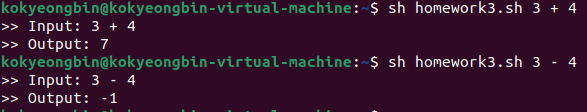 kokyeongbin@kokyeongbin-virtual-machine:~$ sh homework3.sh 3 + 4
>> Input: 3 + 4
>> Output: 7
kokyeongbin@kokyeongbin-virtual-machine:~$ sh homework3.sh 3 - 4
>> Input: 3 - 4
>> Output: -1